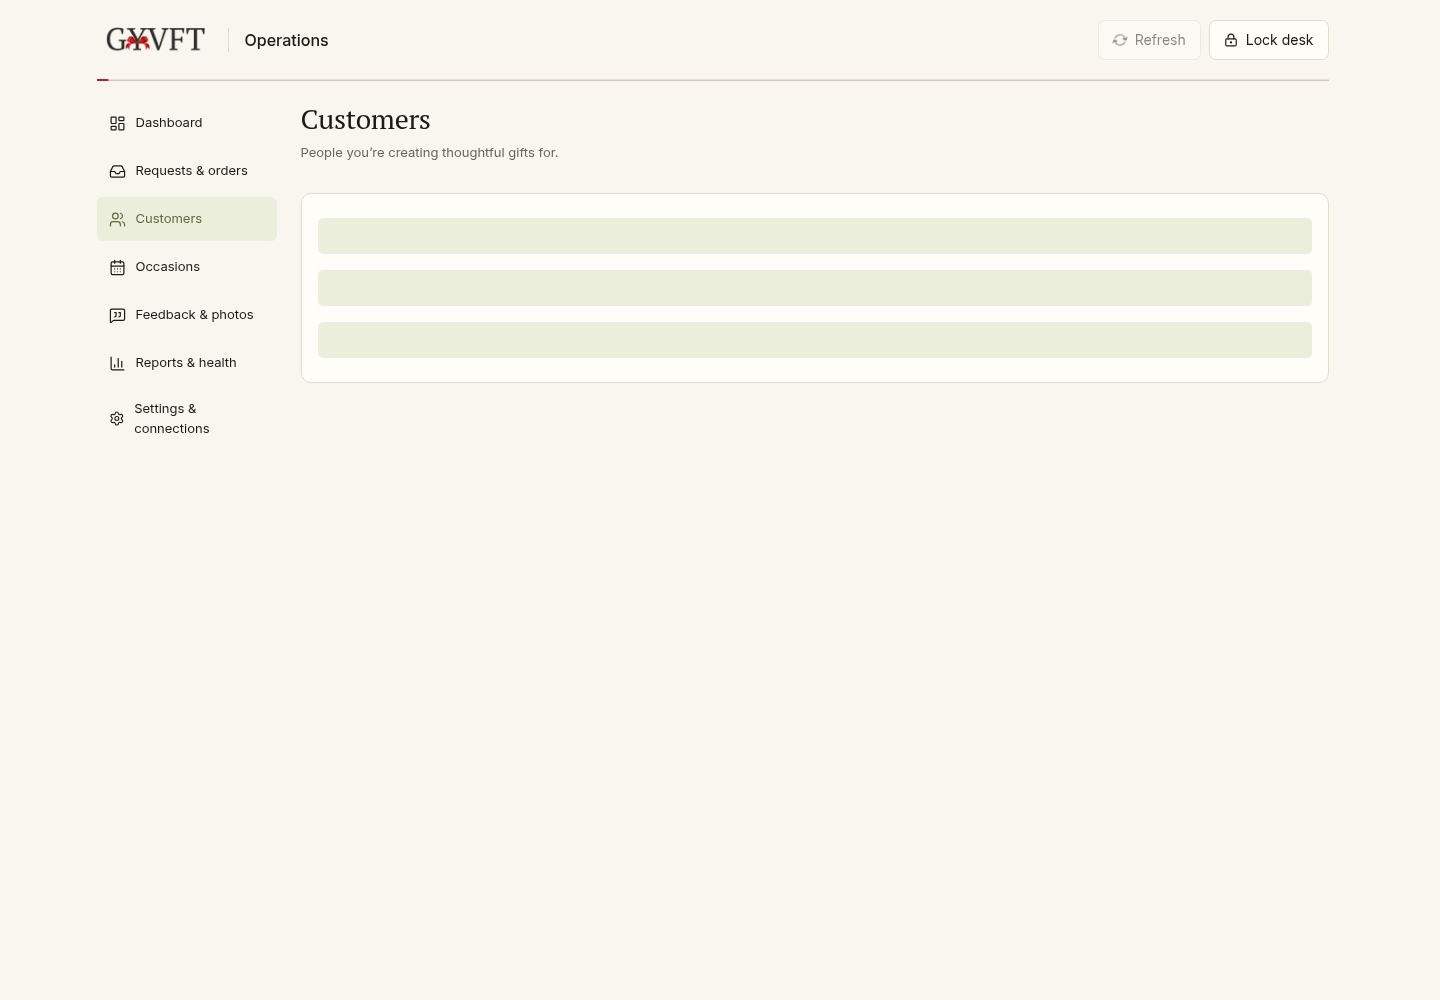 GYVFT
Operations
Refresh
Lock desk
Dashboard
Requests & orders
Customers
Occasions
Feedback & photos
Reports & health
Settings &
connections
Customers
People you’re creating thoughtful gifts for.